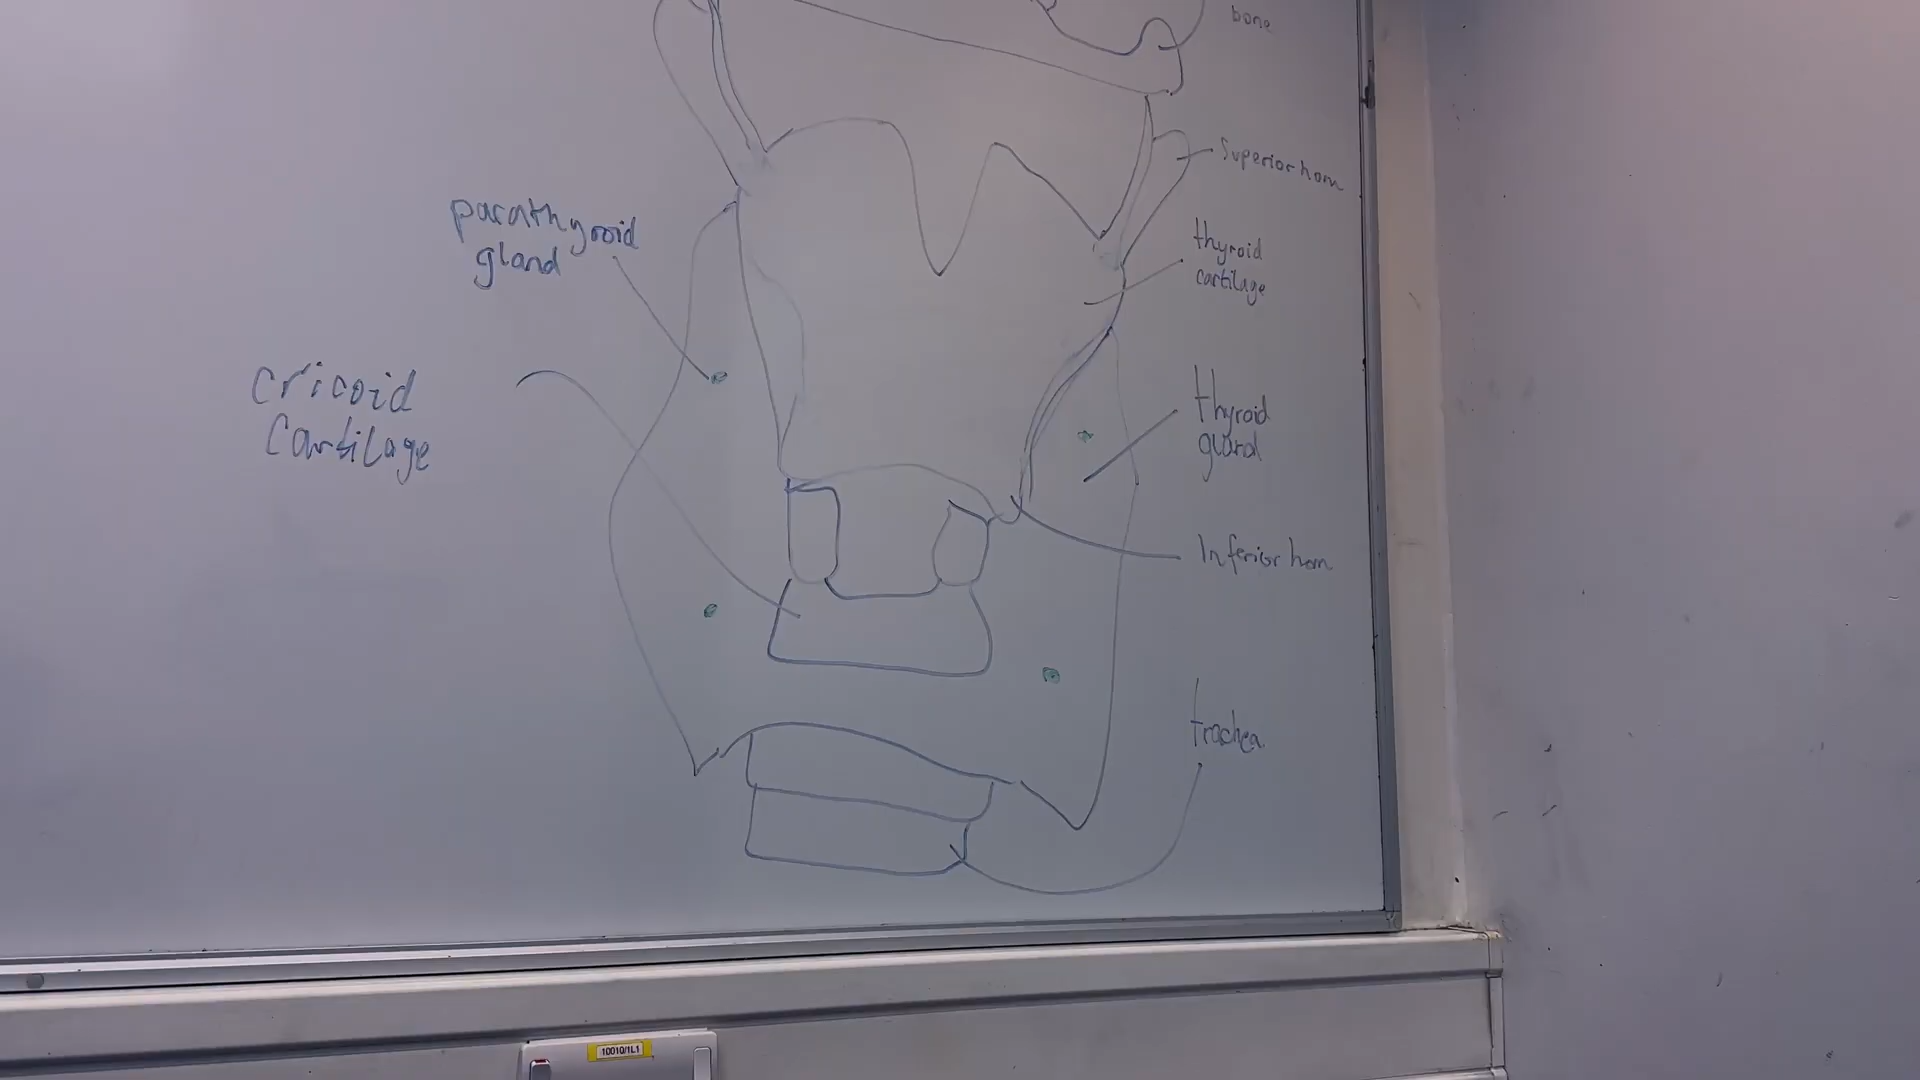 bone
Superior horn
parathyroid
gland
thyroid
cartilage
cricoid
Cartilage
thyroid
gland
Inferior horn
trachea
10010/1L1